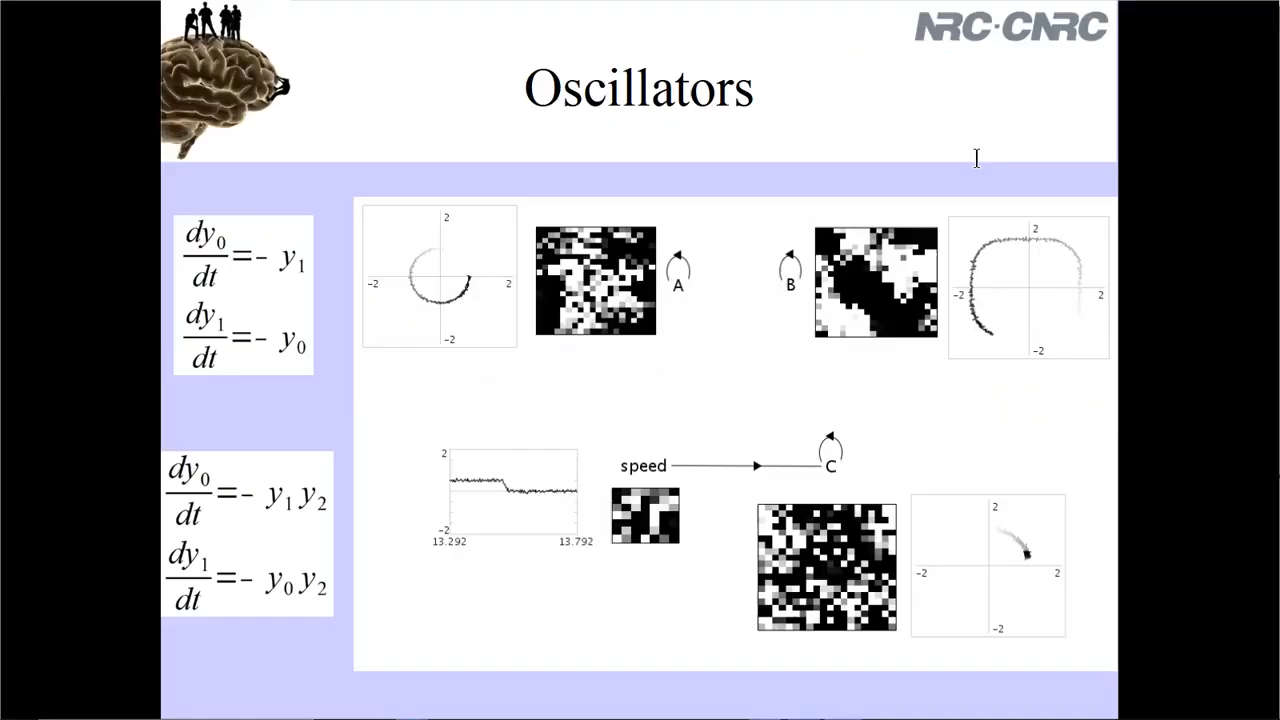 NRC·CNRC
Oscillators
dy0/dt = - y1
dy1/dt = - y0
2
-2
2
-2
A
B
2
-2
2
-2
dy0/dt = - y1 y2
dy1/dt = - y0 y2
2
-2
13.292
13.792
speed
C
2
-2
2
-2